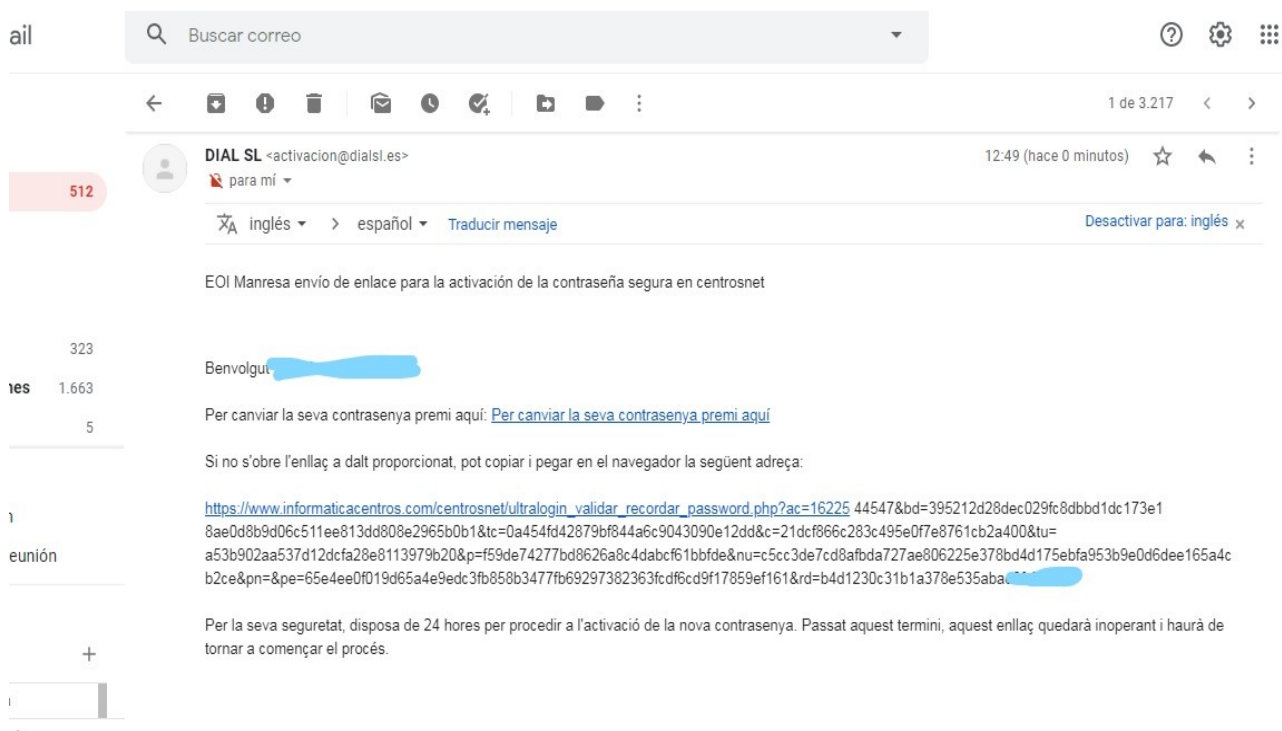 ail
Buscar correo
1 de 3.217
DIAL SL <activacion@dialsl.es>
12:49 (hace 0 minutos)
para mí
512
inglés > español Traducir mensaje
Desactivar para: inglés x
EOI Manresa envío de enlace para la activación de la contraseña segura en centrosnet
323
Benvolgut
nes 1.663
Per canviar la seva contrasenya premi aquí: Per canviar la seva contrasenya premi aquí
5
Si no s'obre l'enllaç a dalt proporcionat, pot copiar i pegar en el navegador la següent adreça:
https://www.informaticacentros.com/centrosnet/ultralogin_validar_recordar_password.php?ac=16225 44547&bd=395212d28dec029fc8dbbd1dc173e1
8ae0d8b9d06c511ee813dd808e2965b0b1&tc=0a454fd42879bf844a6c9043090e12dd&c=21dcf866c283c495e0f7e8761cb2a400&tu=
eunión
a53b902aa537d12dcfa28e8113979b20&p=f59de74277bd8626a8c4dabcf61bbfde&nu=c5cc3de7cd8afbda727ae806225e378bd4d175ebfa953b9e0d6dee165a4c
b2ce&pn=&pe=65e4ee0f019d65a4e9edc3fb858b3477fb69297382363fcdf6cd9f17859ef161&rd=b4d1230c31b1a378e535abac
Per la seva seguretat, disposa de 24 hores per procedir a l'activació de la nova contrasenya. Passat aquest termini, aquest enllaç quedarà inoperant i haurà de
tornar a començar el procés.